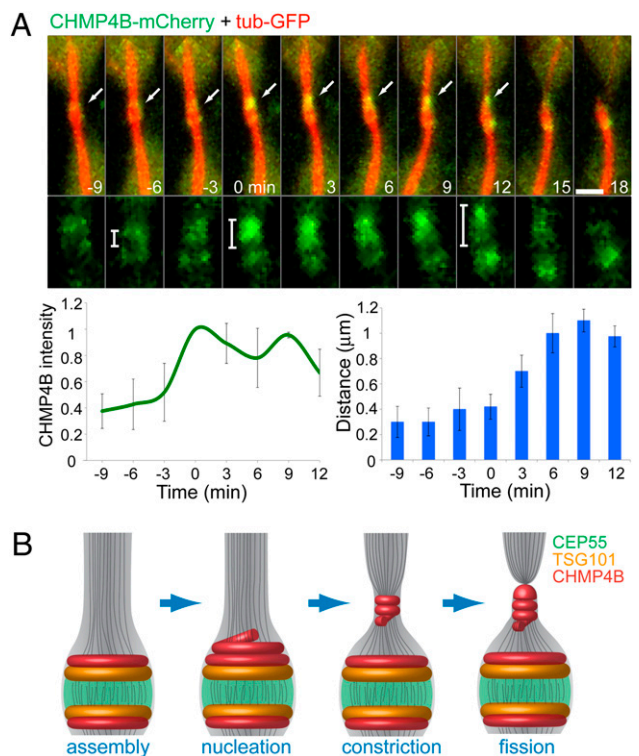 A
CHMP4B-mCherry + tub-GFP
-9 -6 -3 0 min 3 6 9 12 15 18
1.2
1
0.8
0.6
0.4
0.2
0
CHMP4B intensity
-9 -6 -3 0 3 6 9 12
Time (min)
1.2
1
0.8
0.6
0.4
0.2
0
Distance (μm)
-9 -6 -3 0 3 6 9 12
Time (min)
B
CEP55
TSG101
CHMP4B
assembly nucleation constriction fission